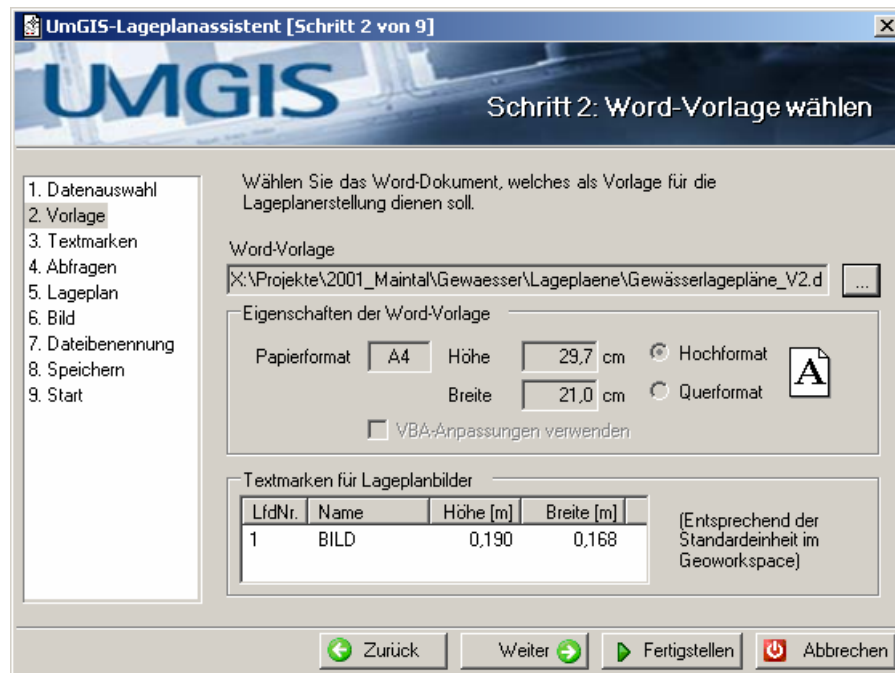 UmGIS-Lageplanassistent [Schritt 2 von 9]
UMGIS
Schritt 2: Word-Vorlage wählen
1. Datenauswahl
2. Vorlage
3. Textmarken
4. Abfragen
5. Lageplan
6. Bild
7. Dateibenennung
8. Speichern
9. Start
Wählen Sie das Word-Dokument, welches als Vorlage für die
Lageplanerstellung dienen soll.
Word-Vorlage
X:\Projekte\2001_Maintal\Gewaesser\Lageplaene\Gewässerlagepläne_V2.d ...
Eigenschaften der Word-Vorlage
Papierformat A4 Höhe 29,7 cm Hochformat
Breite 21,0 cm Querformat
A
VBA-Anpassungen verwenden
Textmarken für Lageplanbilder
LfdNr. Name Höhe [m] Breite [m]
1 BILD 0,190 0,168
(Entsprechend der
Standardeinheit im
Geoworkspace)
Zurück Weiter Fertigstellen Abbrechen